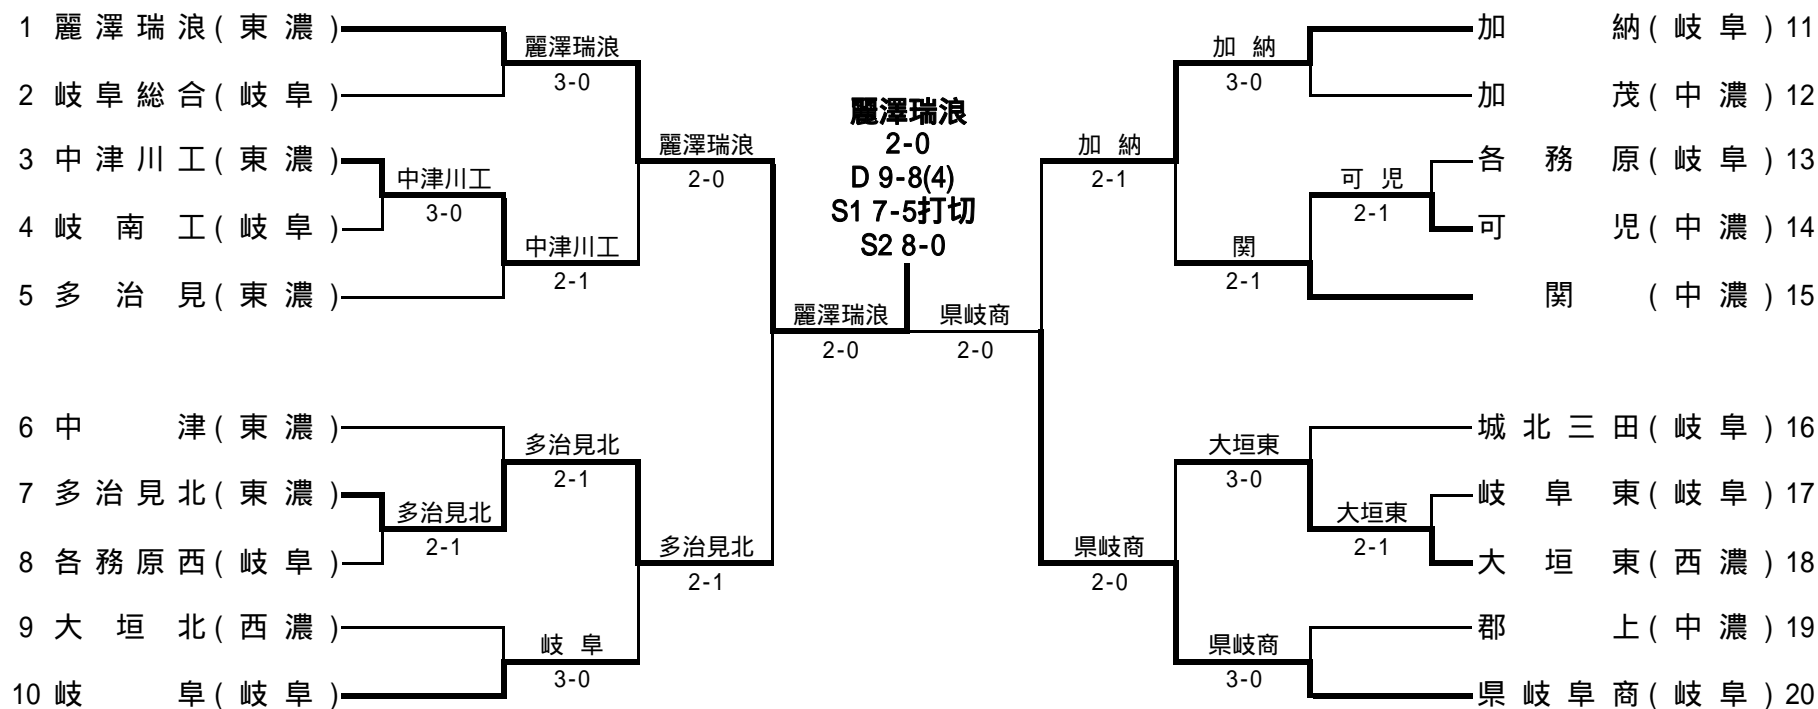 1 麗澤瑞浪(東濃)
2 岐阜総合(岐阜)
3 中津川工(東濃)
4 岐南工(岐阜)
5 多治見(東濃)
6 中津(東濃)
7 多治見北(東濃)
8 各務原西(岐阜)
9 大垣北(西濃)
10 岐阜(岐阜)
麗澤瑞浪
3-0
中津川工
3-0
中津川工
2-1
麗澤瑞浪
2-0
多治見北
2-1
多治見北
2-1
岐阜
3-0
多治見北
2-1
麗澤瑞浪
2-0
麗澤瑞浪
2-0
D 9-8(4)
S1 7-5打切
S2 8-0
県岐商
2-0
加納
2-1
県岐商
2-0
加納
3-0
可児
2-1
関
2-1
大垣東
3-0
大垣東
2-1
県岐商
3-0
加納(岐阜) 11
加茂(中濃) 12
各務原(岐阜) 13
可児(中濃) 14
関(中濃) 15
城北三田(岐阜) 16
岐阜東(岐阜) 17
大垣東(西濃) 18
郡上(中濃) 19
県岐阜商(岐阜) 20